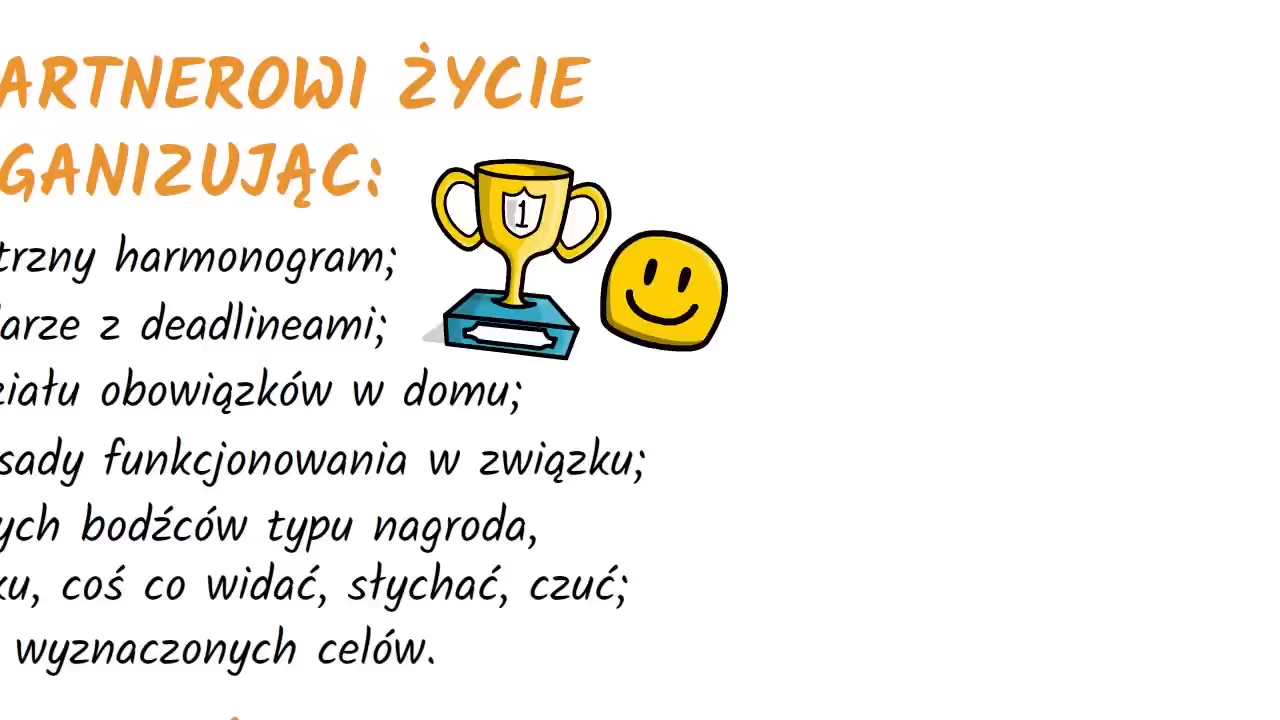 ARTNEROWI ŻYCIE
GANIZUJĄC:
1
trzny harmonogram;
arze z deadlineami;
ziału obowiązków w domu;
sady funkcjonowania w związku;
ych bodźców typu nagroda,
ku, coś co widać, słychać, czuć;
wyznaczonych celów.